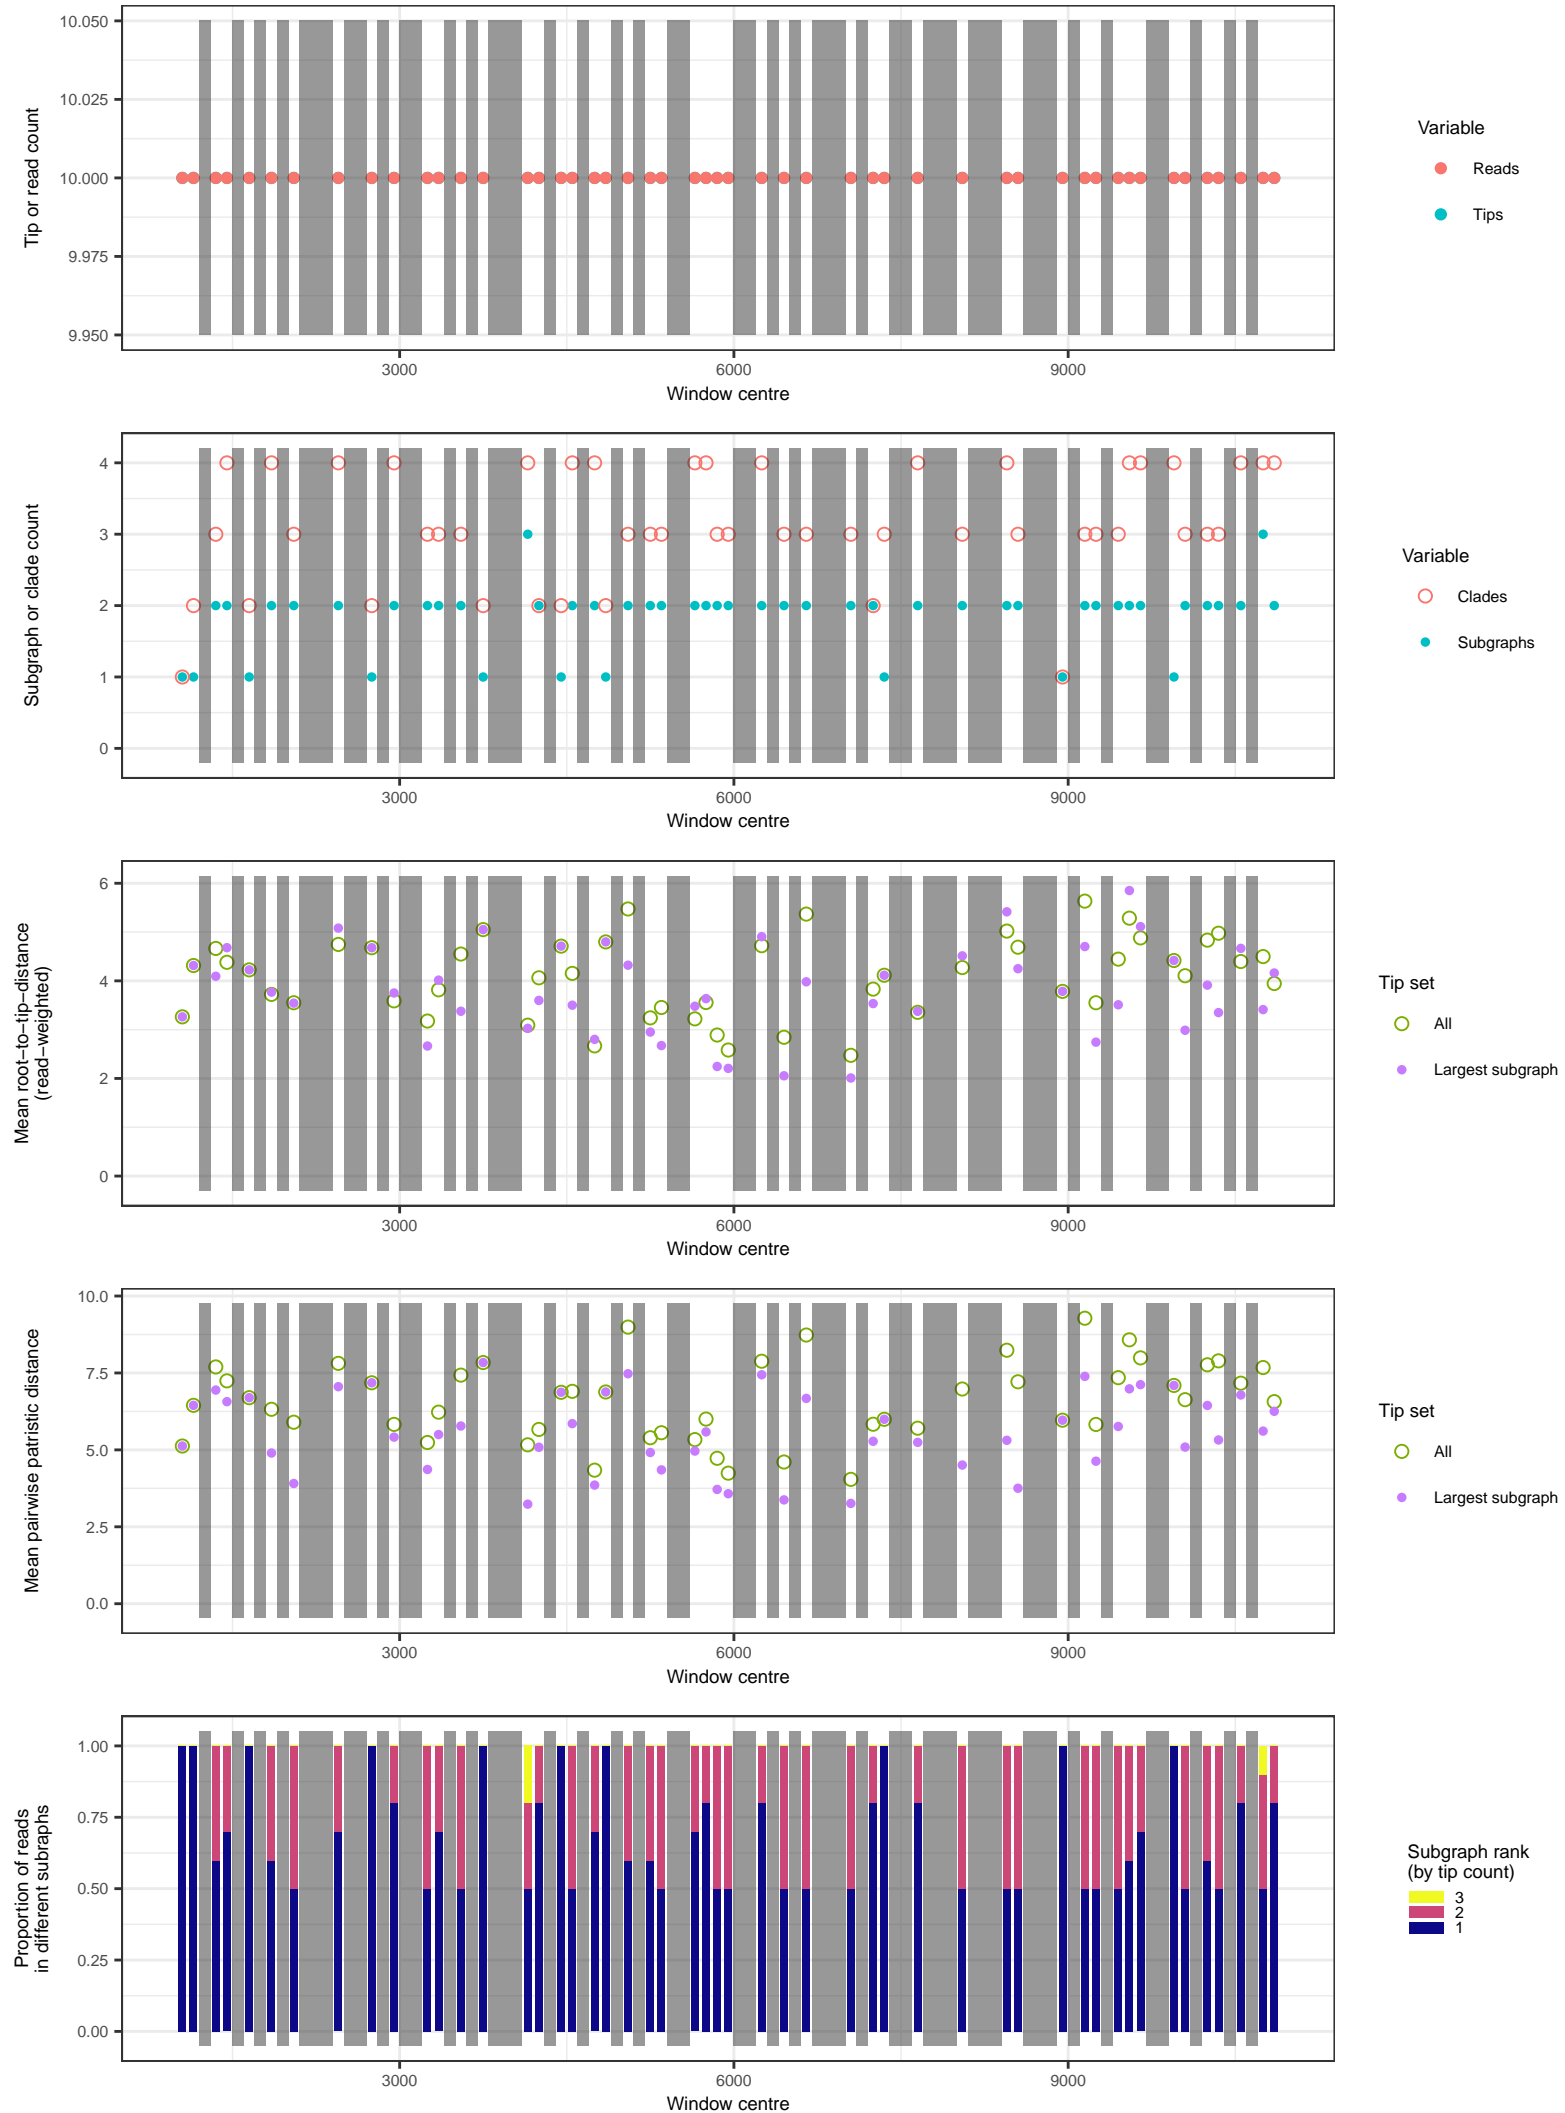 10.050
10.025
10.000
9.975
9.950
Tip or read count
3000
6000
9000
Window centre
Variable
Reads
Tips
4
3
2
1
0
Subgraph or clade count
3000
6000
9000
Window centre
Variable
Clades
Subgraphs
6
4
2
0
Mean root−to−tip−distance
(read−weighted)
3000
6000
9000
Window centre
Tip set
All
Largest subgraph
10.0
7.5
5.0
2.5
0.0
Mean pairwise patristic distance
3000
6000
9000
Window centre
Tip set
All
Largest subgraph
1.00
0.75
0.50
0.25
0.00
Proportion of reads
in different subraphs
3000
6000
9000
Window centre
Subgraph rank
(by tip count)
3
2
1